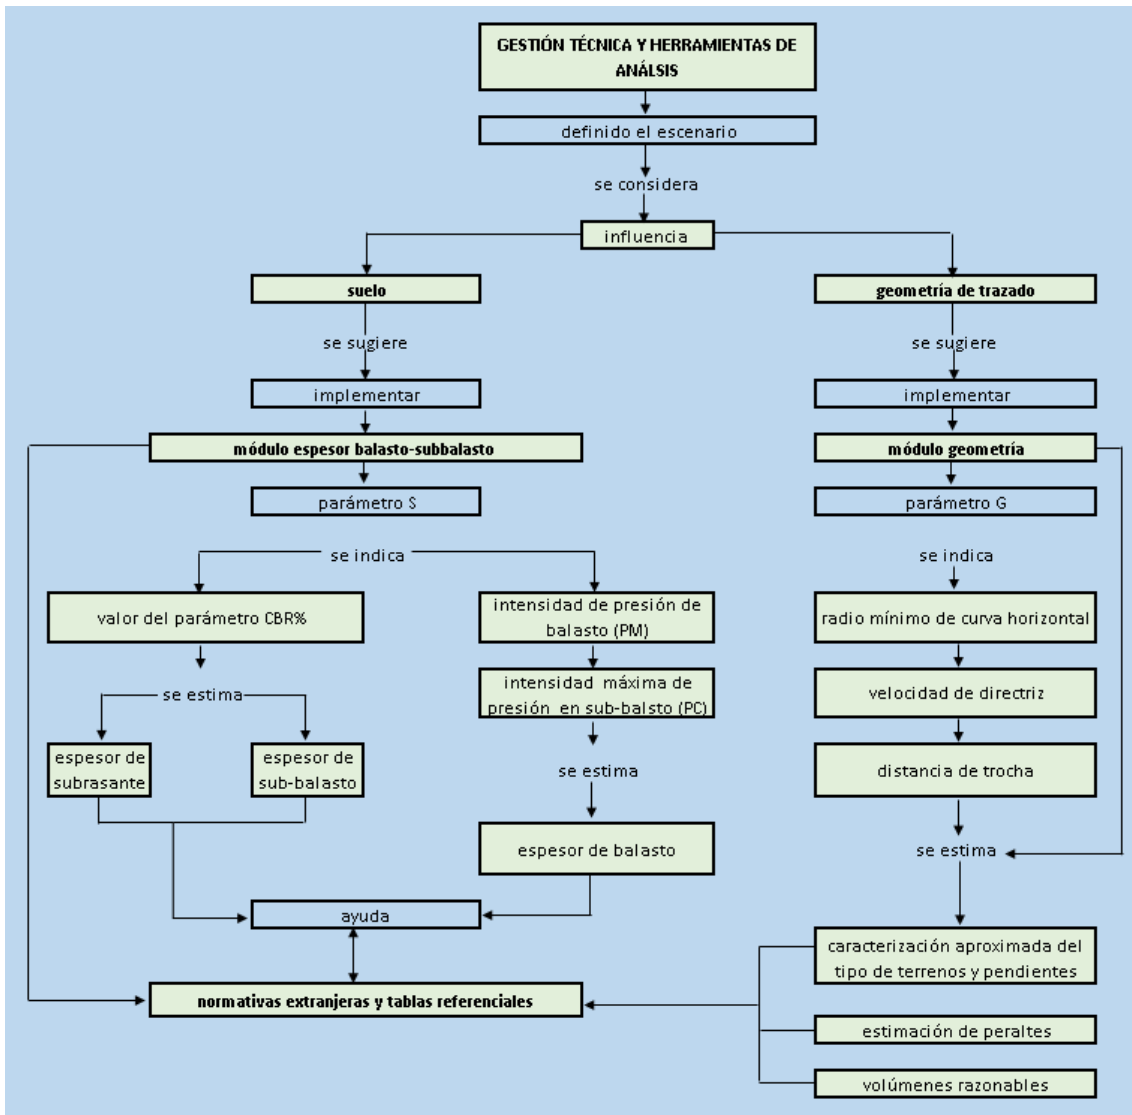 GESTIÓN TÉCNICA Y HERRAMIENTAS DE
ANÁLSIS
definido el escenario
se considera
influencia
suelo
geometría de trazado
se sugiere
se sugiere
implementar
implementar
módulo espesor balasto-subbalasto
módulo geometría
parámetro S
parámetro G
se indica
se indica
valor del parámetro CBR%
intensidad de presión de
balasto (PM)
radio mínimo de curva horizontal
intensidad máxima de
presión en sub-balsto (PC)
velocidad de directriz
se estima
espesor de
subrasante
espesor de
sub-balasto
se estima
distancia de trocha
espesor de balasto
se estima
ayuda
caracterización aproximada del
tipo de terrenos y pendientes
normativas extranjeras y tablas referenciales
estimación de peraltes
volúmenes razonables